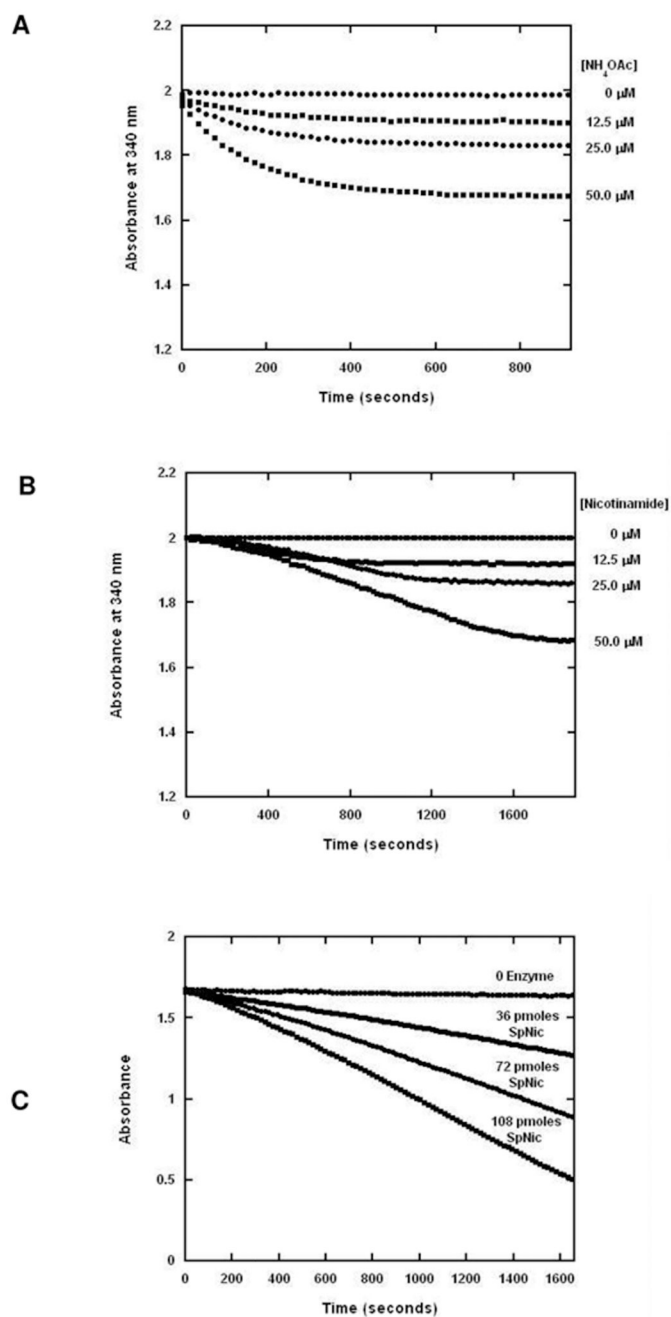 A
2.2
2
1.8
1.6
1.4
1.2
Absorbance at 340 nm
0
200
400
600
800
Time (seconds)
[NH4OAc]
0 µM
12.5 µM
25.0 µM
50.0 µM
B
2.2
2
1.8
1.6
1.4
1.2
Absorbance at 340 nm
0
400
800
1200
1600
Time (seconds)
[Nicotinamide]
0 µM
12.5 µM
25.0 µM
50.0 µM
C
2
1.5
1
0.5
0
Absorbance
0 Enzyme
36 pmoles
SpNic
72 pmoles
SpNic
108 pmoles
SpNic
0
200
400
600
800
1000
1200
1400
1600
Time (seconds)